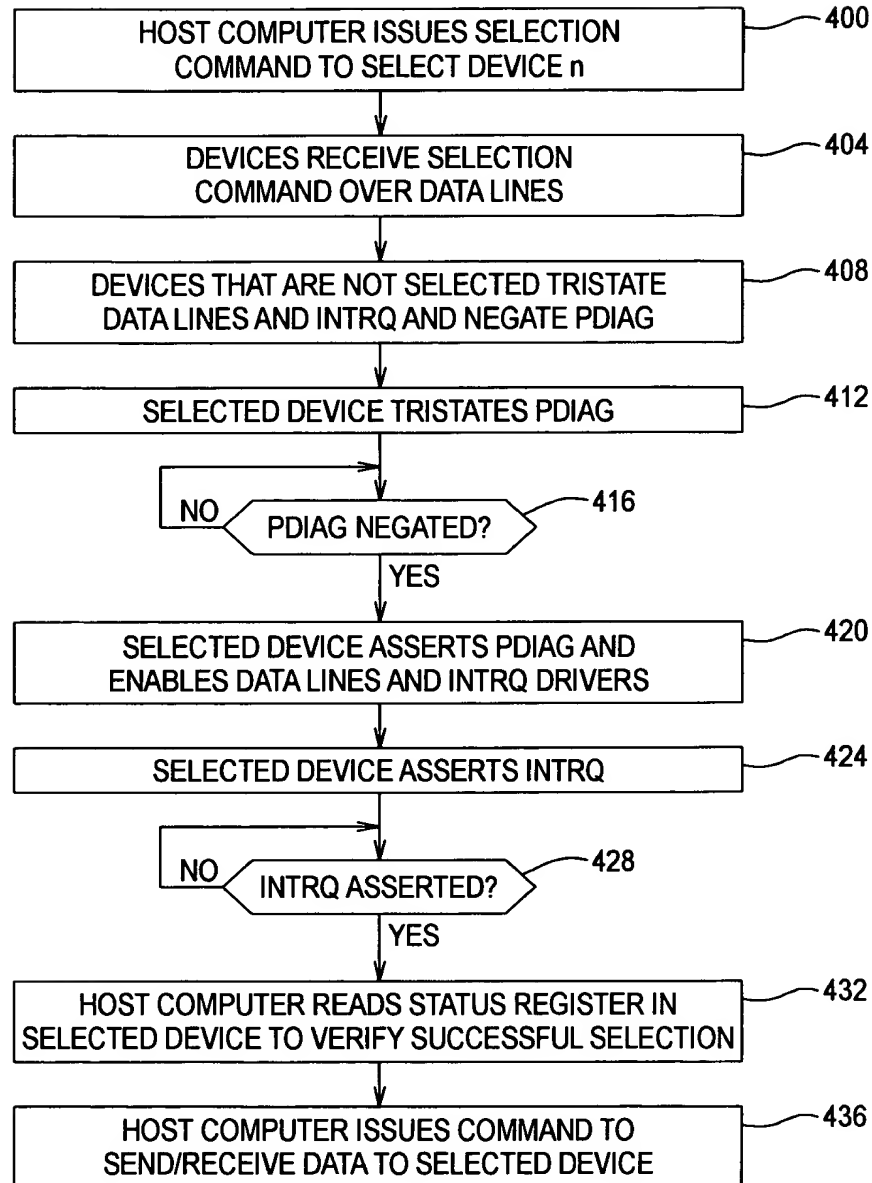 HOST COMPUTER ISSUES SELECTION
COMMAND TO SELECT DEVICE n
400
DEVICES RECEIVE SELECTION
COMMAND OVER DATA LINES
404
DEVICES THAT ARE NOT SELECTED TRISTATE
DATA LINES AND INTRQ AND NEGATE PDIAG
408
SELECTED DEVICE TRISTATES PDIAG
412
NO
PDIAG NEGATED?
416
YES
SELECTED DEVICE ASSERTS PDIAG AND
ENABLES DATA LINES AND INTRQ DRIVERS
420
SELECTED DEVICE ASSERTS INTRQ
424
NO
INTRQ ASSERTED?
428
YES
HOST COMPUTER READS STATUS REGISTER IN
SELECTED DEVICE TO VERIFY SUCCESSFUL SELECTION
432
HOST COMPUTER ISSUES COMMAND TO
SEND/RECEIVE DATA TO SELECTED DEVICE
436